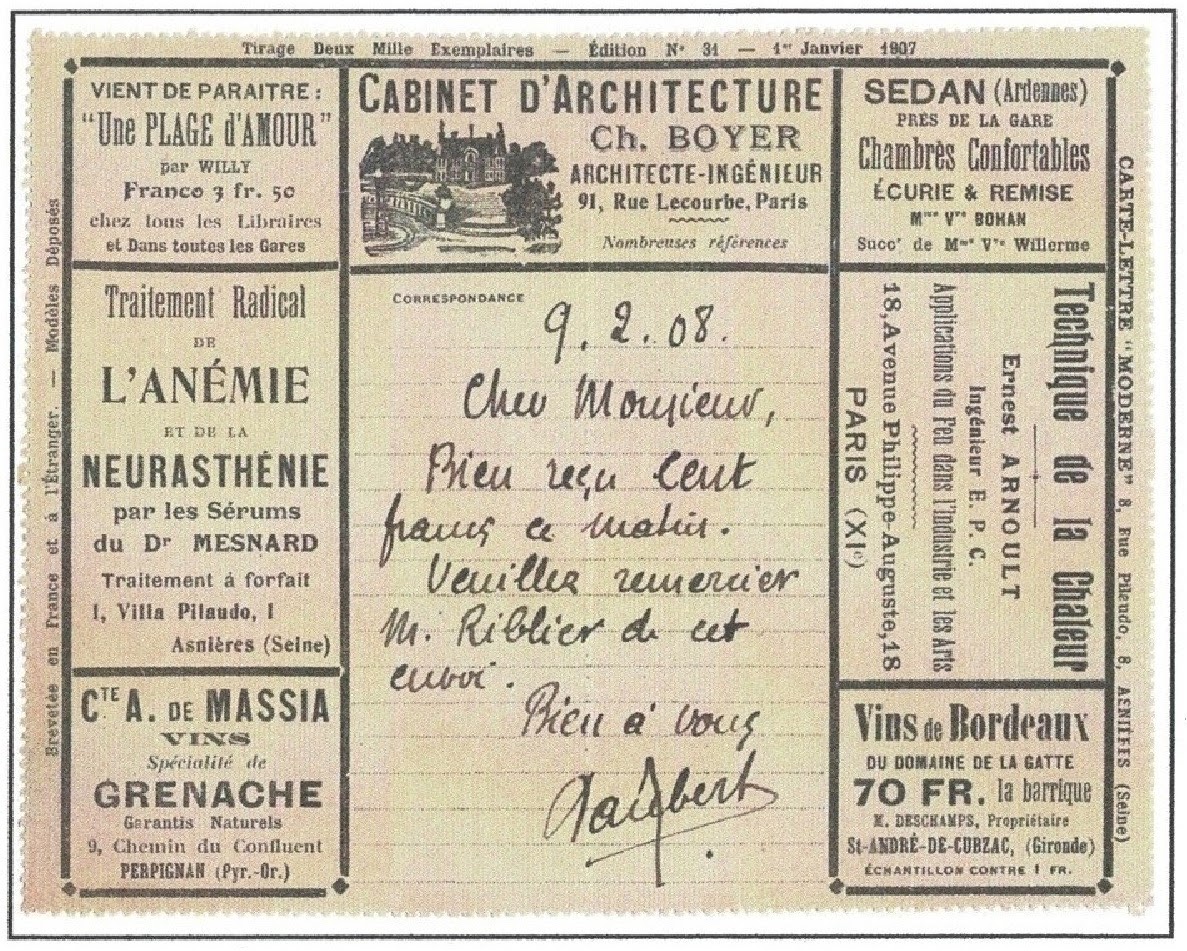 Tirage Deux Mille Exemplaires — Édition N° 31 — 1er Janvier 1907
VIENT DE PARAITRE :
"Une PLAGE d'AMOUR"
par WILLY
Franco 3 fr. 50
chez tous les Libraires
et Dans toutes les Gares
CABINET D'ARCHITECTURE
Ch. BOYER
ARCHITECTE-INGÉNIEUR
91, Rue Lecourbe, Paris
Nombreuses références
SEDAN (Ardennes)
PRÈS DE LA GARE
Chambres Confortables
ÉCURIE & REMISE
Mme Vve BOHAN
Succr de Mme Vve Willerme
Traitement Radical
DE
L'ANÉMIE
ET DE LA
NEURASTHÉNIE
par les Sérums
du Dr MESNARD
Traitement à forfait
1, Villa Pilaudo, 1
Asnières (Seine)
CORRESPONDANCE
9.2.08.
Cher Monsieur,
Bien reçu cent
francs ce matin.
Veuillez remercier
M. Riblier de cet
envoi.
Bien à vous
Technique de la Chaleur
Ernest ARNOULT
Ingénieur E. P. C.
Applications du Feu dans l'Industrie et les Arts
18, Avenue Philippe-Auguste, 18
PARIS (XIe)
CTE A. DE MASSIA
VINS
Spécialité de
GRENACHE
Garantis Naturels
9, Chemin du Confluent
PERPIGNAN (Pyr.-Or.)
Vins de Bordeaux
DU DOMAINE DE LA GATTE
70 FR. la barrique
M. DESCHAMPS, Propriétaire
St-ANDRÉ-DE-CUBZAC, (Gironde)
ÉCHANTILLON CONTRE 1 FR.
Brevetée en France et à l'Étranger. — Modèles Déposés
CARTE-LETTRE "MODERNE" 8, Rue Pilaudo, 8, ASNIÈRES (Seine)